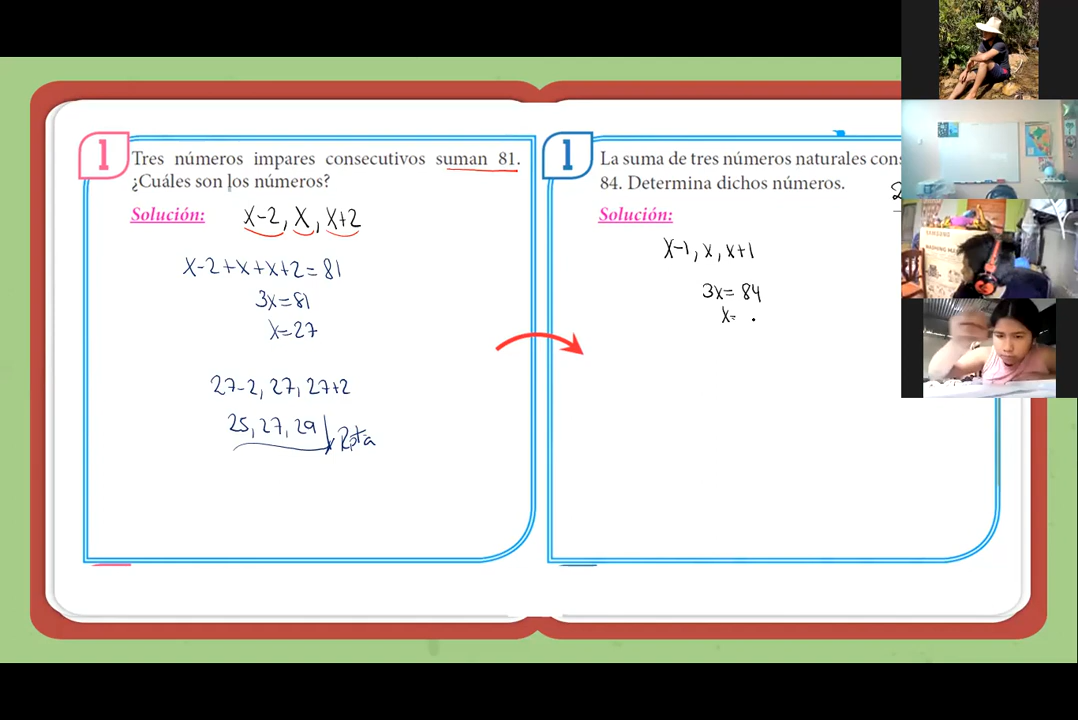 1
Tres números impares consecutivos suman 81.
¿Cuáles son los números?
Solución:
x-2, x, x+2
x-2+x+x+2=81
3x=81
x=27
27-2, 27, 27+2
25, 27, 29
Rpta
1
La suma de tres números naturales cons
84. Determina dichos números.
Solución:
x-1, x, x+1
3x= 84
x=
SAMSUNG